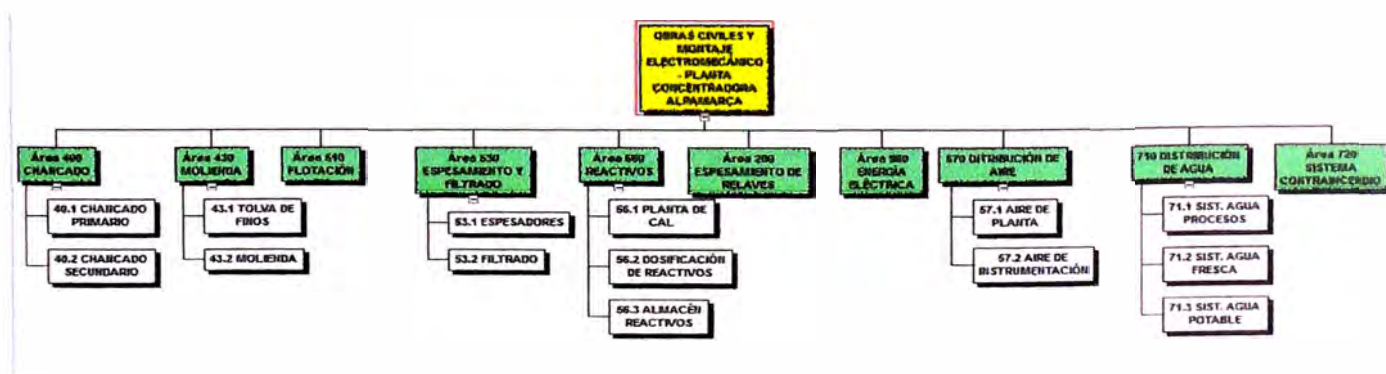 OBRAS CIVILES Y
MONTAJE
ELECTROMECÁNICO
- PLANTA
CONCENTRADORA
ALPAMARCA
Área 400
CHANCADO
40.1 CHANCADO
PRIMARIO
40.2 CHANCADO
SECUNDARIO
Área 430
MOLIENDA
43.1 TOLVA DE
FINOS
43.2 MOLIENDA
Área 510
FLOTACIÓN
Área 530
ESPESAMIENTO Y
FILTRADO
53.1 ESPESADORES
53.2 FILTRADO
Área 560
REACTIVOS
56.1 PLANTA DE
CAL
56.2 DOSIFICACIÓN
DE REACTIVOS
56.3 ALMACÉN
REACTIVOS
Área 200
ESPESAMIENTO DE
RELAVES
Área
ENERGÍA
ELÉCTRICA
570 DITRIBUCIÓN DE
AIRE
57.1 AIRE DE
PLANTA
57.2 AIRE DE
INSTRUMENTACIÓN
710 DISTRIBUCIÓN
DE AGUA
71.1 SIST. AGUA
PROCESOS
71.2 SIST. AGUA
FRESCA
71.3 SIST. AGUA
POTABLE
Área 720
SISTEMA
CONTRAINCENDIO